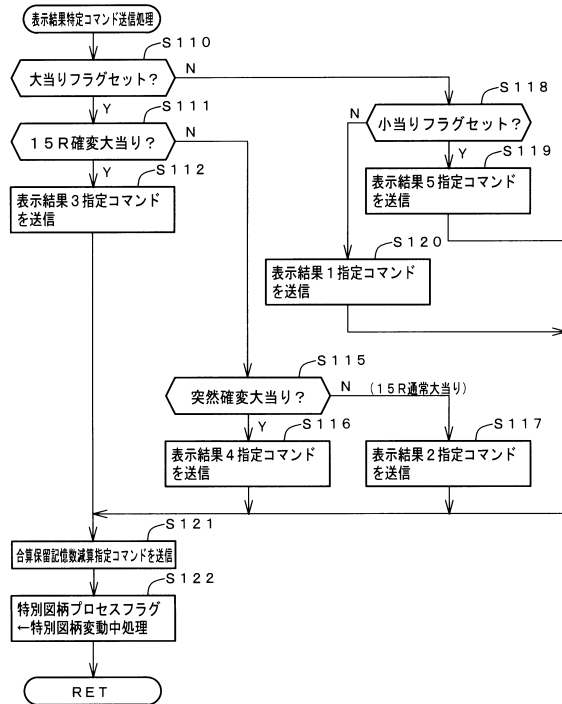 表示結果特定コマンド送信処理
S110
大当りフラグセット?
N
Y
S111
15R確変大当り?
N
Y
S112
表示結果3指定コマンド
を送信
S118
小当りフラグセット?
N
Y
S119
表示結果5指定コマンド
を送信
S120
表示結果1指定コマンド
を送信
S115
突然確変大当り?
N
(15R通常大当り)
Y
S116
表示結果4指定コマンド
を送信
S117
表示結果2指定コマンド
を送信
S121
合算保留記憶数減算指定コマンドを送信
S122
特別図柄プロセスフラグ
←特別図柄変動中処理
RET